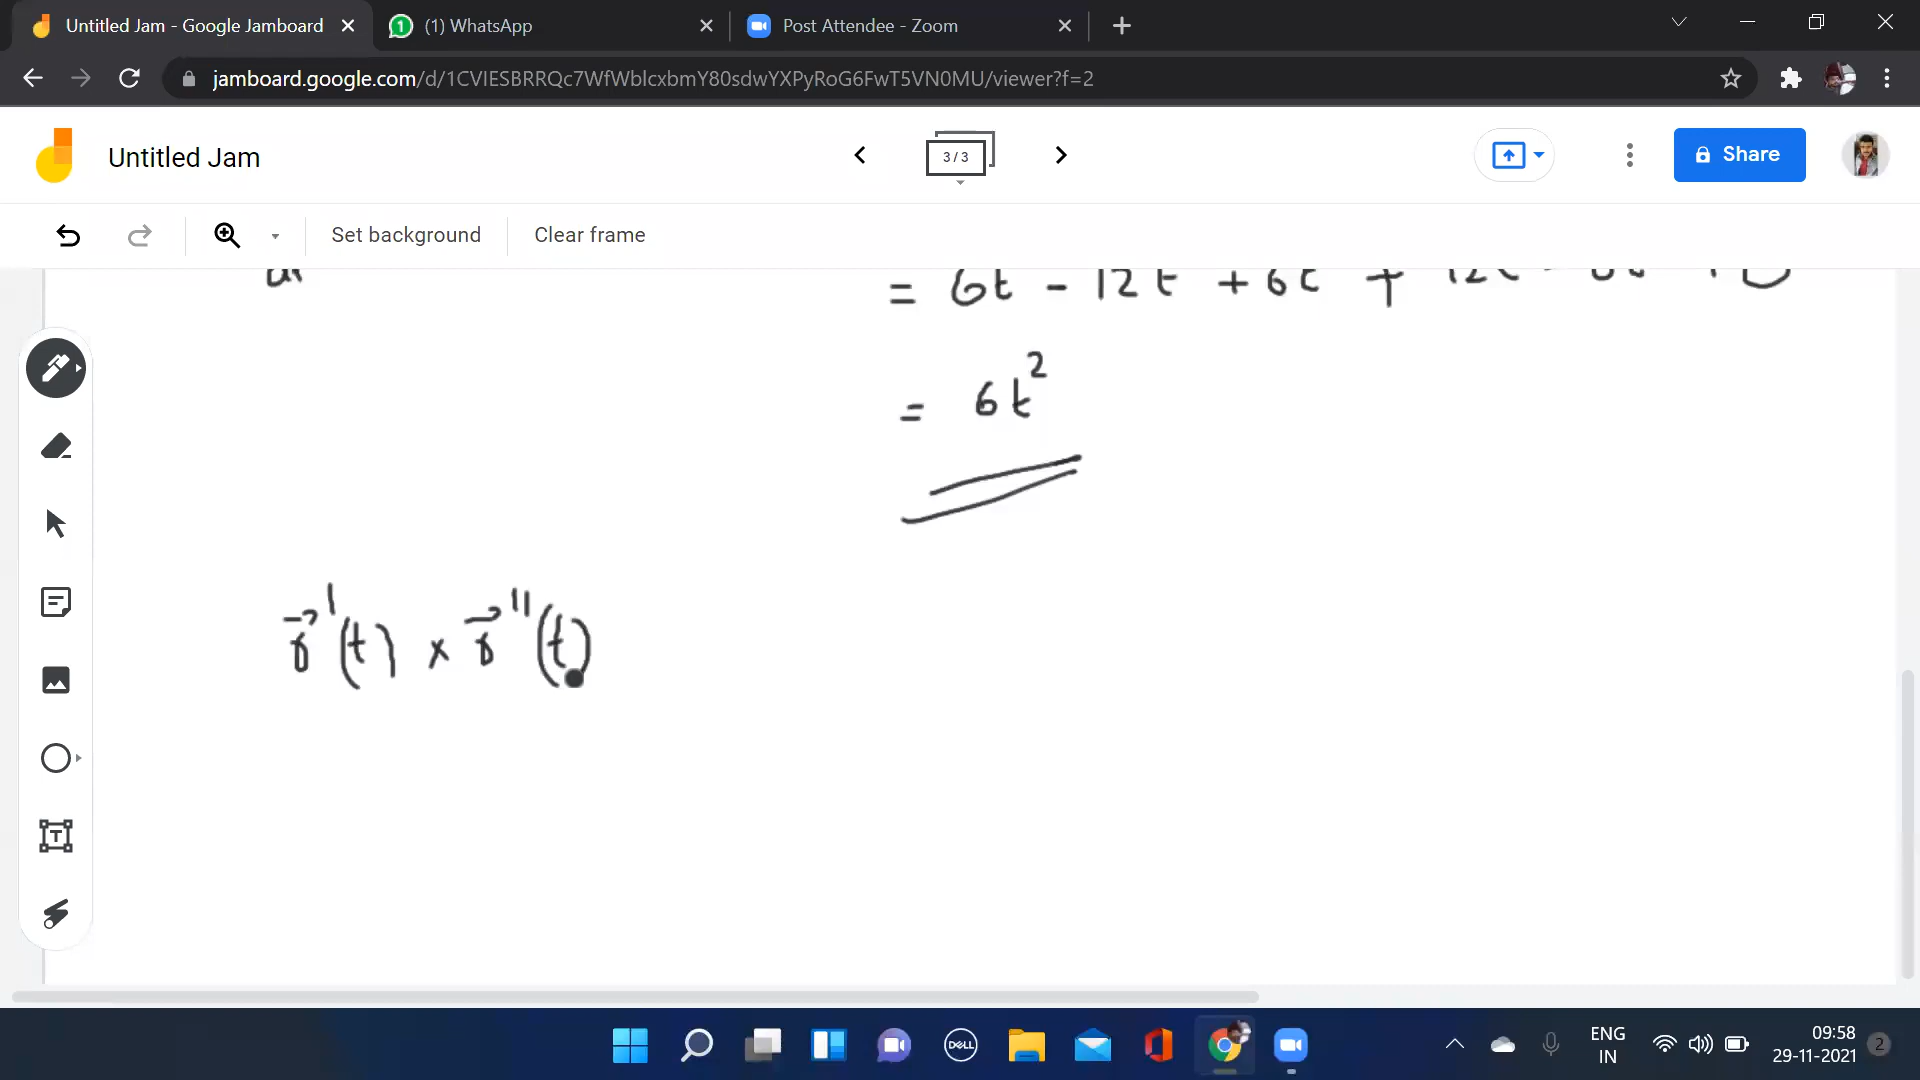 Untitled Jam - Google Jamboard
(1) WhatsApp
Post Attendee - Zoom
jamboard.google.com/d/1CVIESBRRQc7WfWblcxbmY80sdwYXPyRoG6FwT5VN0MU/viewer?f=2
Untitled Jam
3 / 3
Share
Set background
Clear frame
= 6t - 12t + 6t +
= 6t²
r⃗'(t) × r⃗''(t)
DELL
ENG
IN
09:58
29-11-2021
2